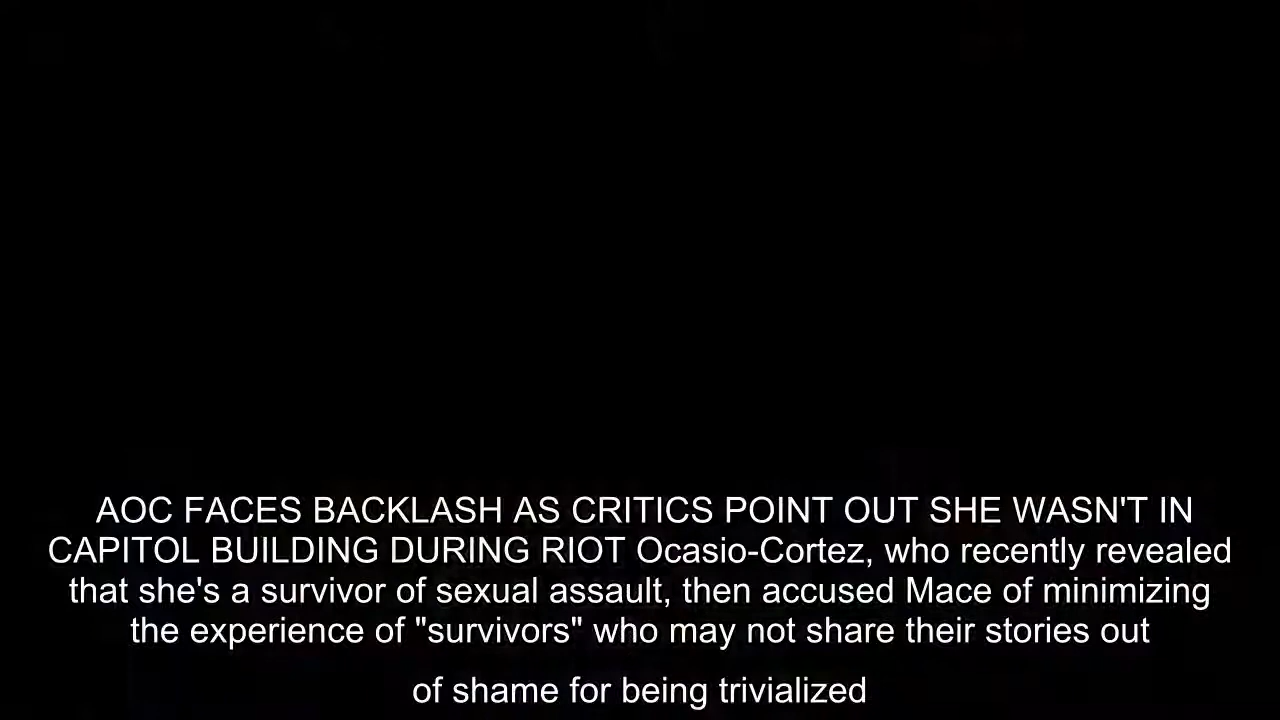 AOC FACES BACKLASH AS CRITICS POINT OUT SHE WASN'T IN
CAPITOL BUILDING DURING RIOT Ocasio-Cortez, who recently revealed
that she's a survivor of sexual assault, then accused Mace of minimizing
the experience of "survivors" who may not share their stories out
of shame for being trivialized